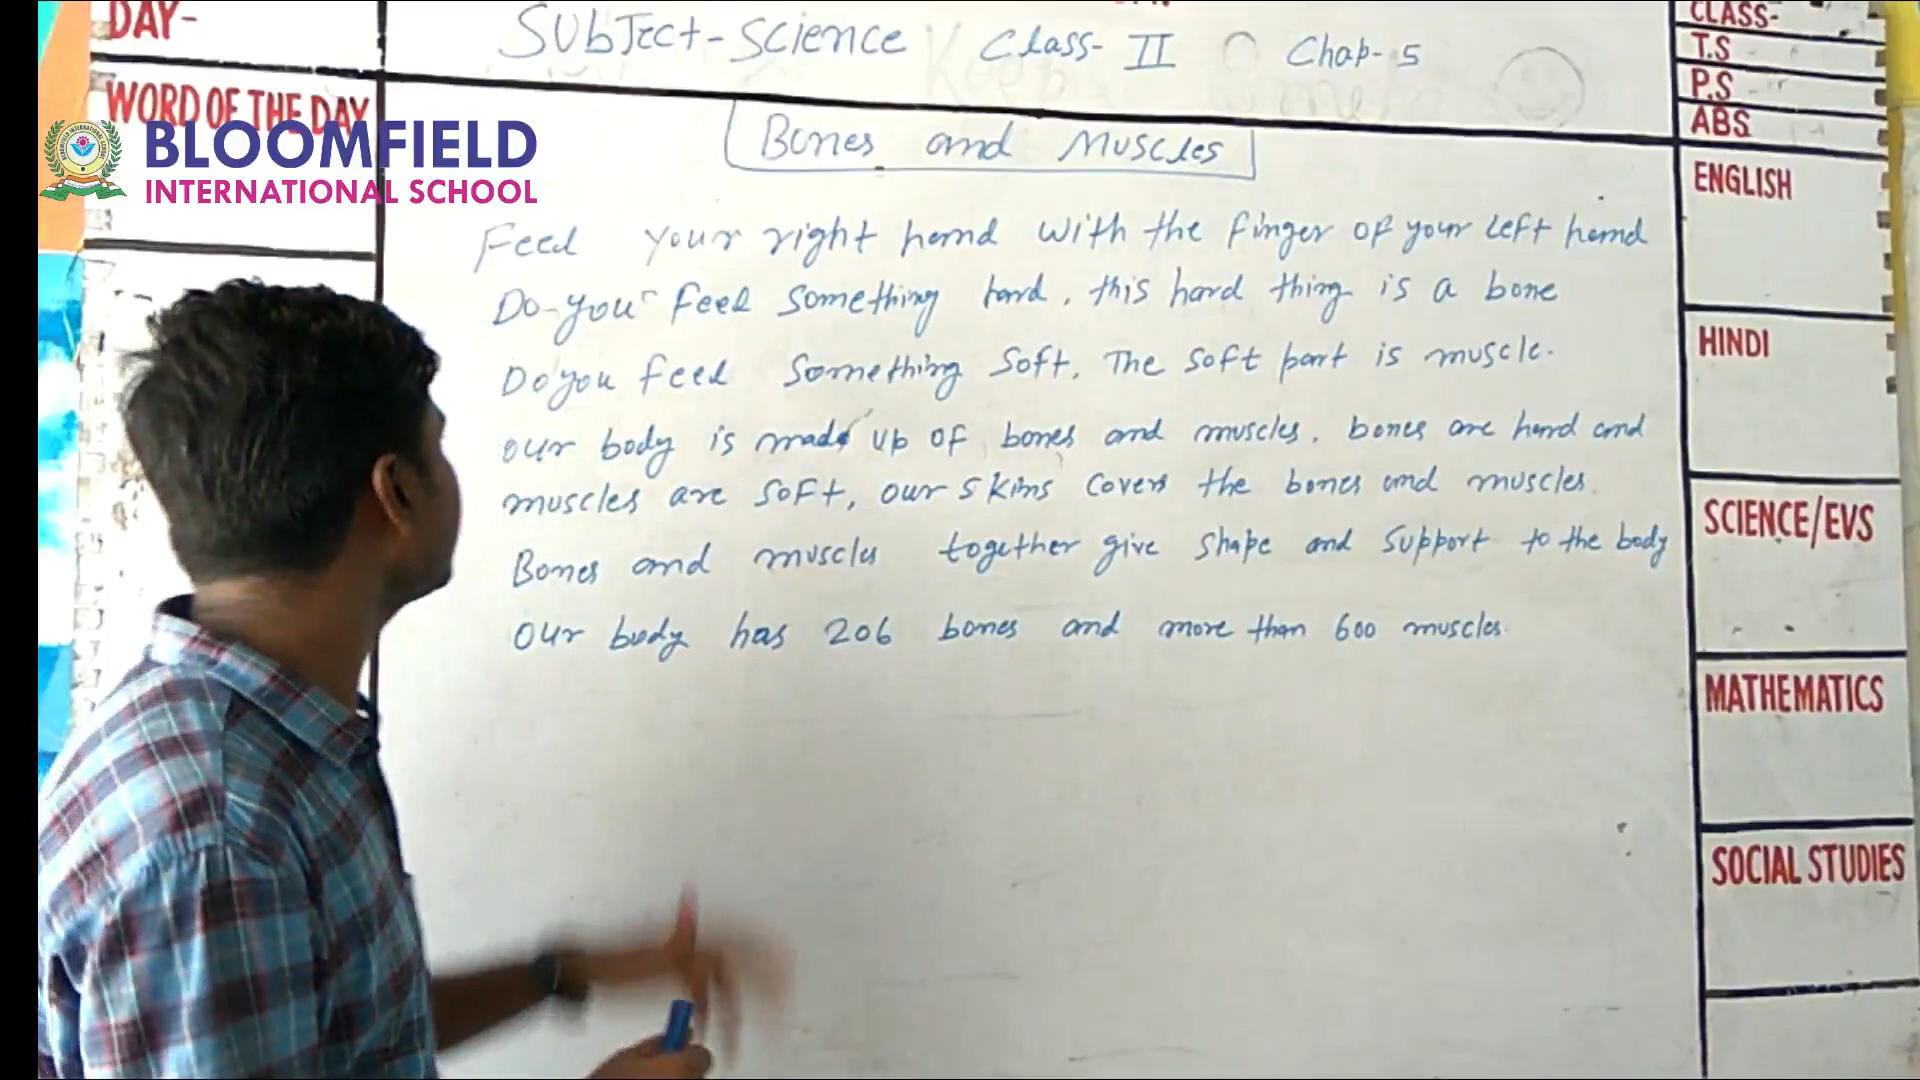 DAY-
SUbJect-Science Class- II Chap- 5
CLASS-
T.S
P.S
ABS
WORD OF THE DAY
BLOOMFIELD
INTERNATIONAL SCHOOL
Bones and Muscles
Feel your right hand with the finger of your left hand
Do-you feel something hard, this hard thing is a bone
Do you feel Something Soft. The Soft part is muscle.
our body is made up of bones and muscles. bones are hard and
muscles are soft, our skins covers the bones and muscles.
Bones and muscles together give shape and support to the body
Our body has 206 bones and more than 600 muscles.
ENGLISH
HINDI
SCIENCE/EVS
MATHEMATICS
SOCIAL STUDIES